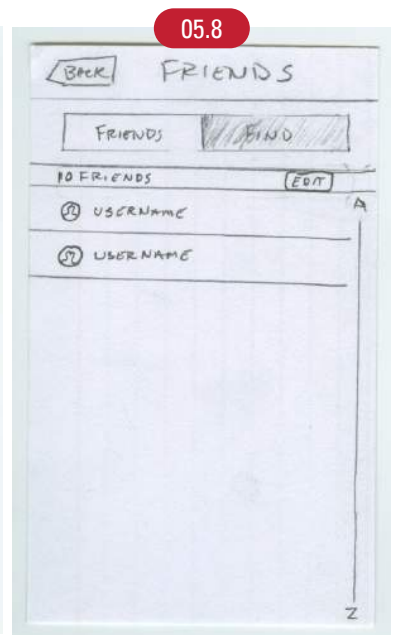 05.8
BACK FRIENDS
FRIENDS FIND
10 FRIENDS EDIT
A
USERNAME
USERNAME
Z